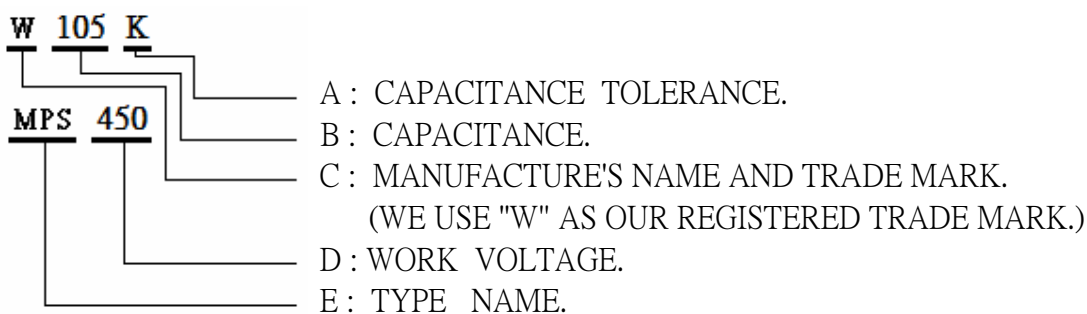 W 105 K
A : CAPACITANCE TOLERANCE.
MPS 450
B : CAPACITANCE.
C : MANUFACTURE'S NAME AND TRADE MARK.
(WE USE "W" AS OUR REGISTERED TRADE MARK.)
D : WORK VOLTAGE.
E : TYPE NAME.